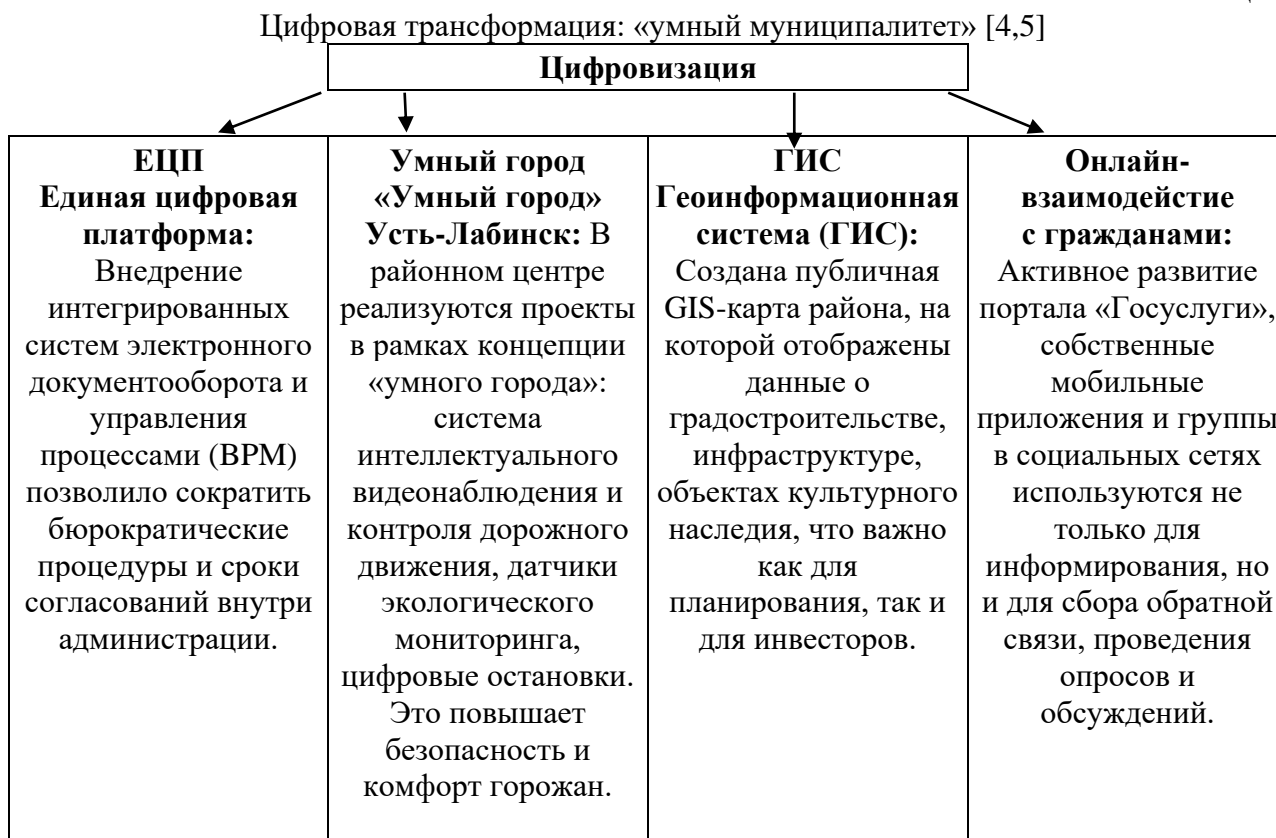 Цифровая трансформация: «умный муниципалитет» [4,5]
Цифровизация
ЕЦП
Единая цифровая
платформа:
Внедрение
интегрированных
систем электронного
документооборота и
управления
процессами (BPM)
позволило сократить
бюрократические
процедуры и сроки
согласований внутри
администрации.
Умный город
«Умный город»
Усть-Лабинск: В
районном центре
реализуются проекты
в рамках концепции
«умного города»:
система
интеллектуального
видеонаблюдения и
контроля дорожного
движения, датчики
экологического
мониторинга,
цифровые остановки.
Это повышает
безопасность и
комфорт горожан.
ГИС
Геоинформационная
система (ГИС):
Создана публичная
GIS-карта района, на
которой отображены
данные о
градостроительстве,
инфраструктуре,
объектах культурного
наследия, что важно
как для
планирования, так и
для инвесторов.
Онлайн-
взаимодейстие
с гражданами:
Активное развитие
портала «Госуслуги»,
собственные
мобильные
приложения и группы
в социальных сетях
используются не
только для
информирования, но
и для сбора обратной
связи, проведения
опросов и
обсуждений.